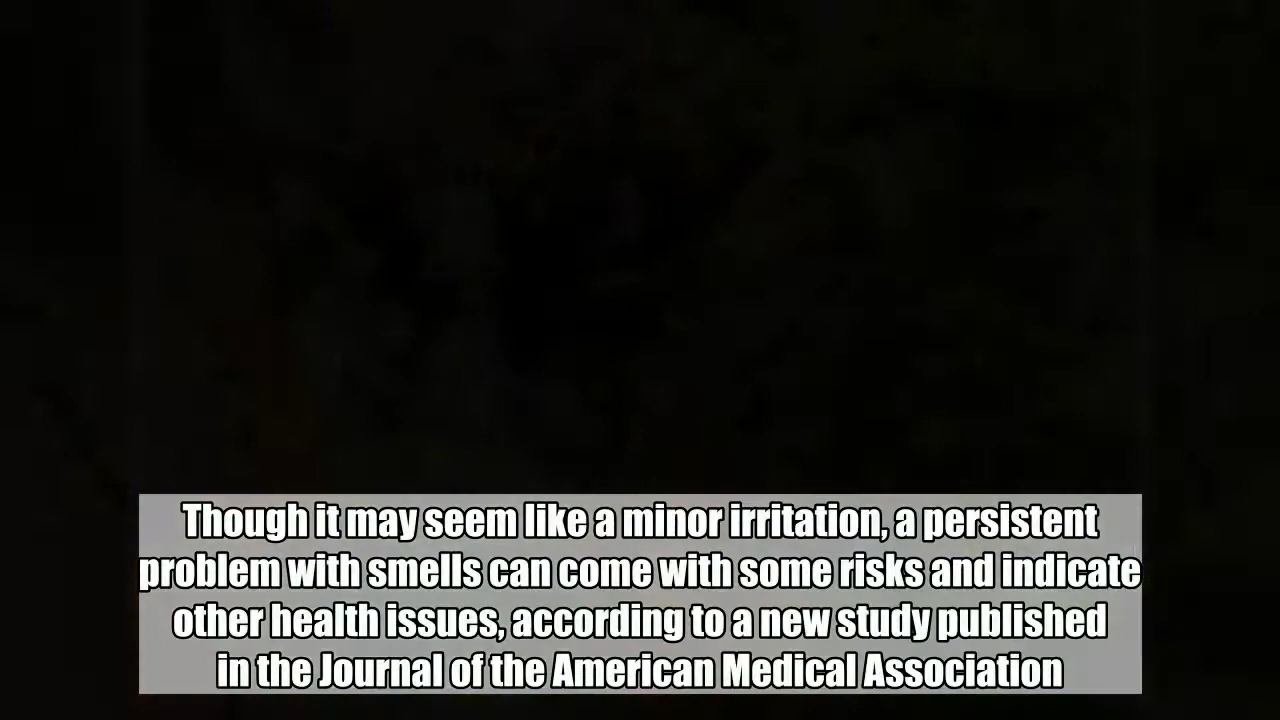 Though it may seem like a minor irritation, a persistent
problem with smells can come with some risks and indicate
other health issues, according to a new study published
in the Journal of the American Medical Association